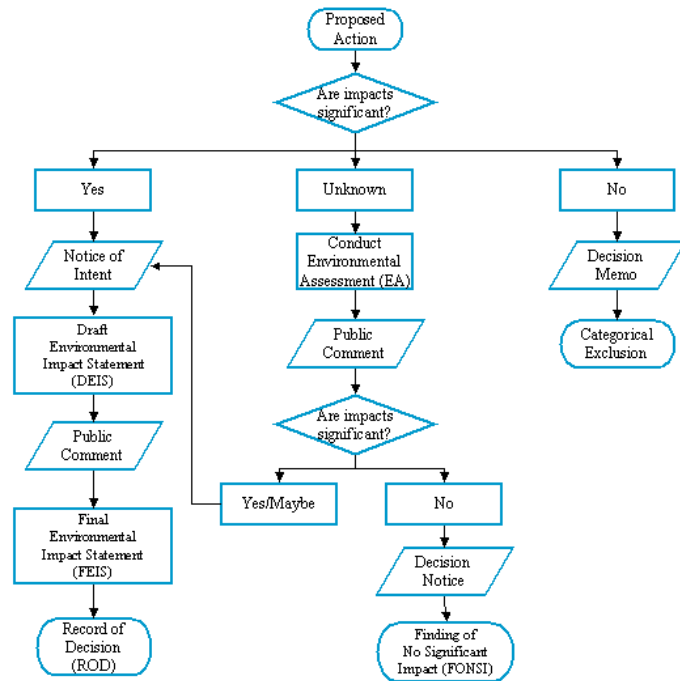 Proposed
Action
Are impacts
significant?
Yes
Unknown
No
Notice of
Intent
Conduct
Environmental
Assessment (EA)
Decision
Memo
Draft
Environmental
Impact Statement
(DEIS)
Public
Comment
Categorical
Exclusion
Public
Comment
Are impacts
significant?
Yes/Maybe
No
Final
Environmental
Impact Statement
(FEIS)
Decision
Notice
Record of
Decision
(ROD)
Finding of
No Significant
Impact (FONSI)